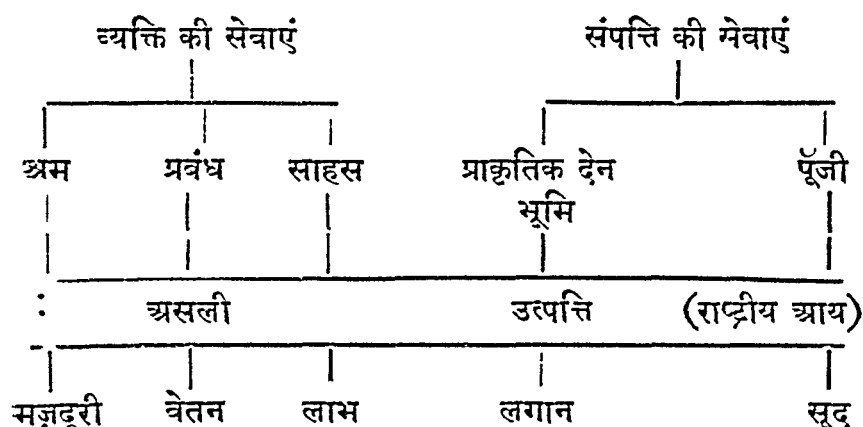 व्यक्ति की सेवाएं संपत्ति की सेवाएं
श्रम प्रबंध साहस प्राकृतिक देन पूँजी
भूमि
असली उत्पत्ति (राष्ट्रीय आय)
मज़दूरी वेतन लाभ लगान सूद